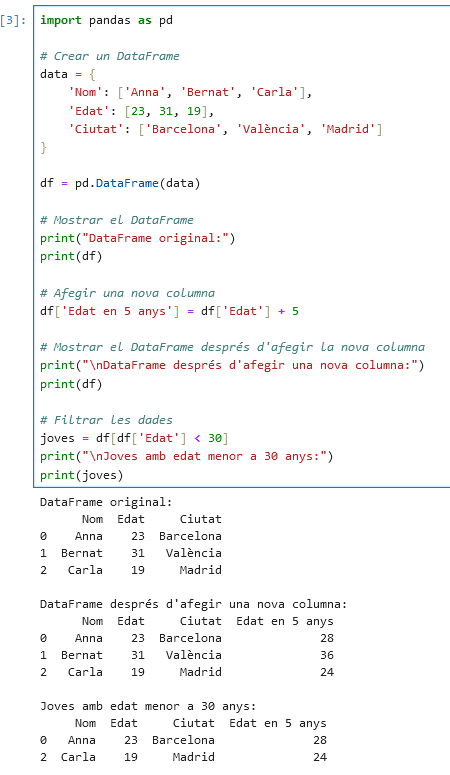 [3]:
import pandas as pd
# Crear un DataFrame
data = {
    'Nom': ['Anna', 'Bernat', 'Carla'],
    'Edat': [23, 31, 19],
    'Ciutat': ['Barcelona', 'València', 'Madrid']
}
df = pd.DataFrame(data)
# Mostrar el DataFrame
print("DataFrame original:")
print(df)
# Afegir una nova columna
df['Edat en 5 anys'] = df['Edat'] + 5
# Mostrar el DataFrame després d'afegir la nova columna
print("\nDataFrame després d'afegir una nova columna:")
print(df)
# Filtrar les dades
joves = df[df['Edat'] < 30]
print("\nJoves amb edat menor a 30 anys:")
print(joves)
DataFrame original:
      Nom  Edat     Ciutat
0    Anna    23  Barcelona
1  Bernat    31   València
2   Carla    19     Madrid
DataFrame després d'afegir una nova columna:
      Nom  Edat     Ciutat  Edat en 5 anys
0    Anna    23  Barcelona              28
1  Bernat    31   València              36
2   Carla    19     Madrid              24
Joves amb edat menor a 30 anys:
     Nom  Edat     Ciutat  Edat en 5 anys
0   Anna    23  Barcelona              28
2  Carla    19     Madrid              24